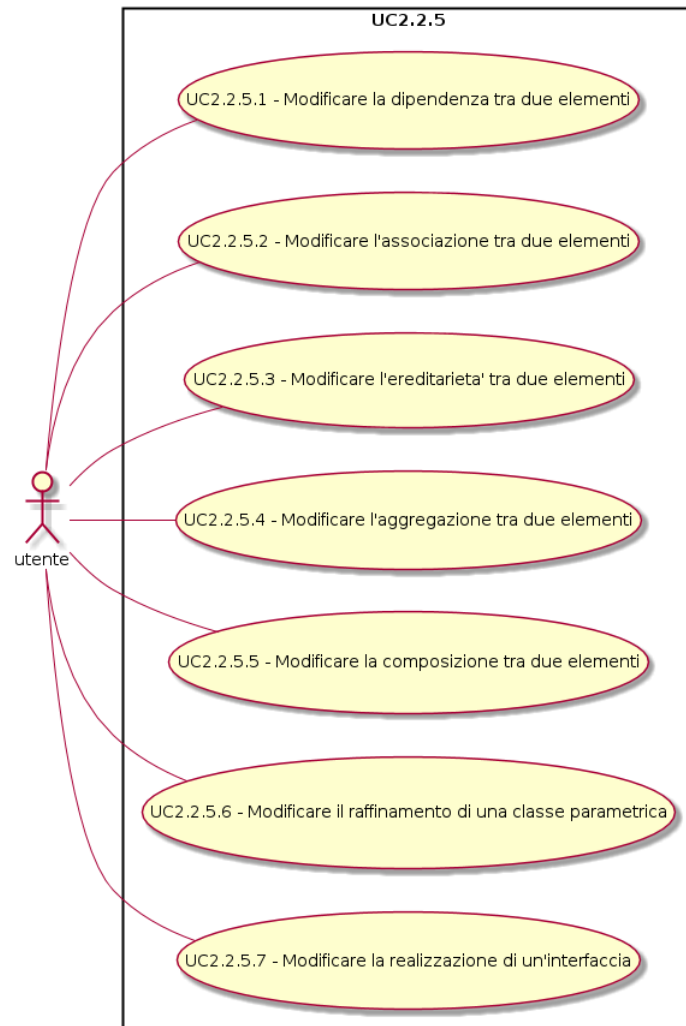 UC2.2.5
UC2.2.5.1 - Modificare la dipendenza tra due elementi
UC2.2.5.2 - Modificare l'associazione tra due elementi
UC2.2.5.3 - Modificare l'ereditarieta' tra due elementi
UC2.2.5.4 - Modificare l'aggregazione tra due elementi
utente
UC2.2.5.5 - Modificare la composizione tra due elementi
UC2.2.5.6 - Modificare il raffinamento di una classe parametrica
UC2.2.5.7 - Modificare la realizzazione di un'interfaccia